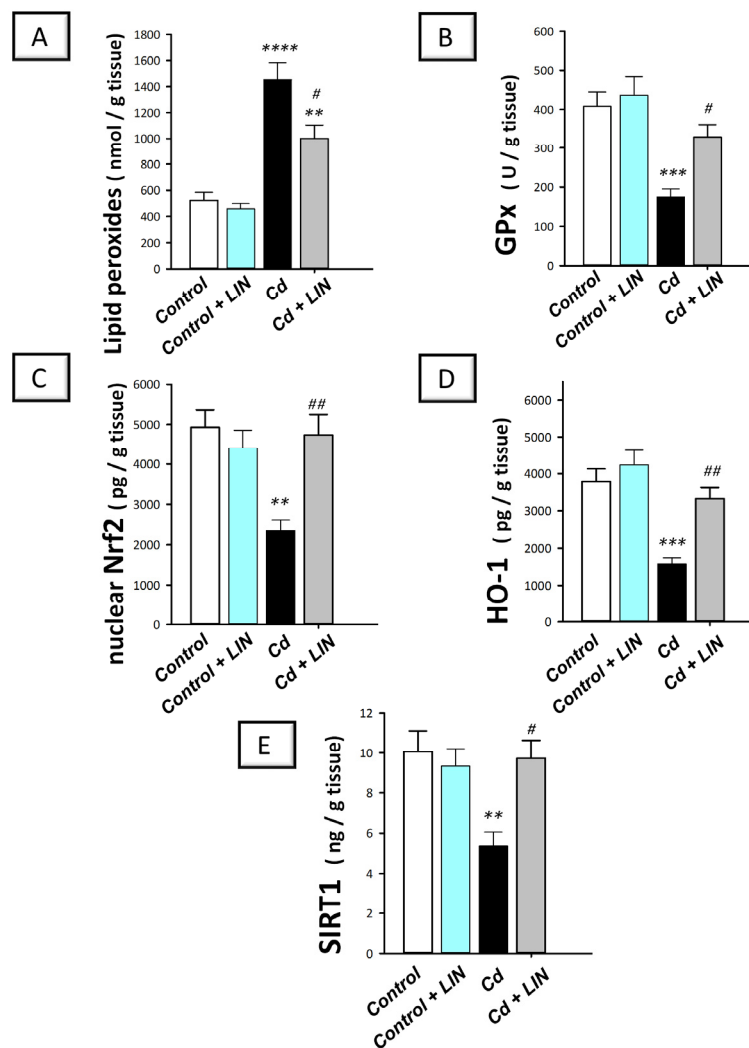 A
Lipid peroxides ( nmol / g tissue)
1800
1600
1400
1200
1000
800
600
400
200
0
****
#
**
Control
Control + LIN
Cd
Cd + LIN
B
GPx ( U / g tissue)
600
500
400
300
200
100
0
***
#
Control
Control + LIN
Cd
Cd + LIN
C
nuclear Nrf2 ( pg / g tissue)
6000
5000
4000
3000
2000
1000
0
**
##
Control
Control + LIN
Cd
Cd + LIN
D
HO-1 ( pg / g tissue)
6000
5000
4000
3000
2000
1000
0
***
##
Control
Control + LIN
Cd
Cd + LIN
E
SIRT1 ( ng / g tissue)
12
10
8
6
4
2
0
**
#
Control
Control + LIN
Cd
Cd + LIN